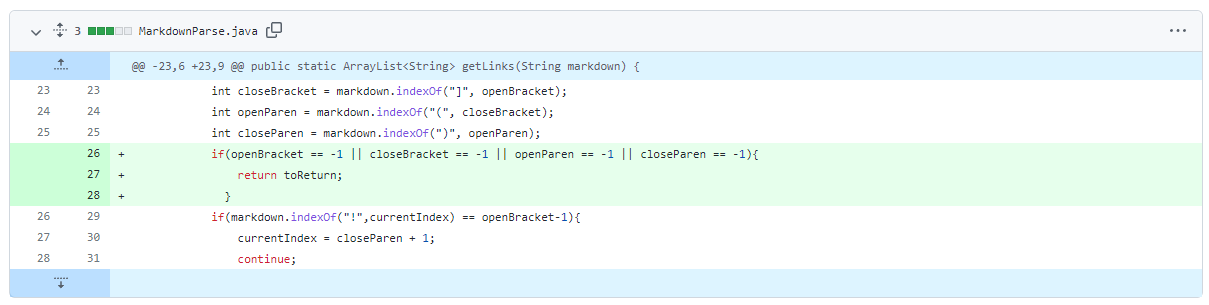 3 MarkdownParse.java
@@ -23,6 +23,9 @@ public static ArrayList<String> getLinks(String markdown) {
23 23 int closeBracket = markdown.indexOf("]", openBracket);
24 24 int openParen = markdown.indexOf("(", closeBracket);
25 25 int closeParen = markdown.indexOf(")", openParen);
26 + if(openBracket == -1 || closeBracket == -1 || openParen == -1 || closeParen == -1){
27 + return toReturn;
28 + }
26 29 if(markdown.indexOf("!",currentIndex) == openBracket-1){
27 30 currentIndex = closeParen + 1;
28 31 continue;